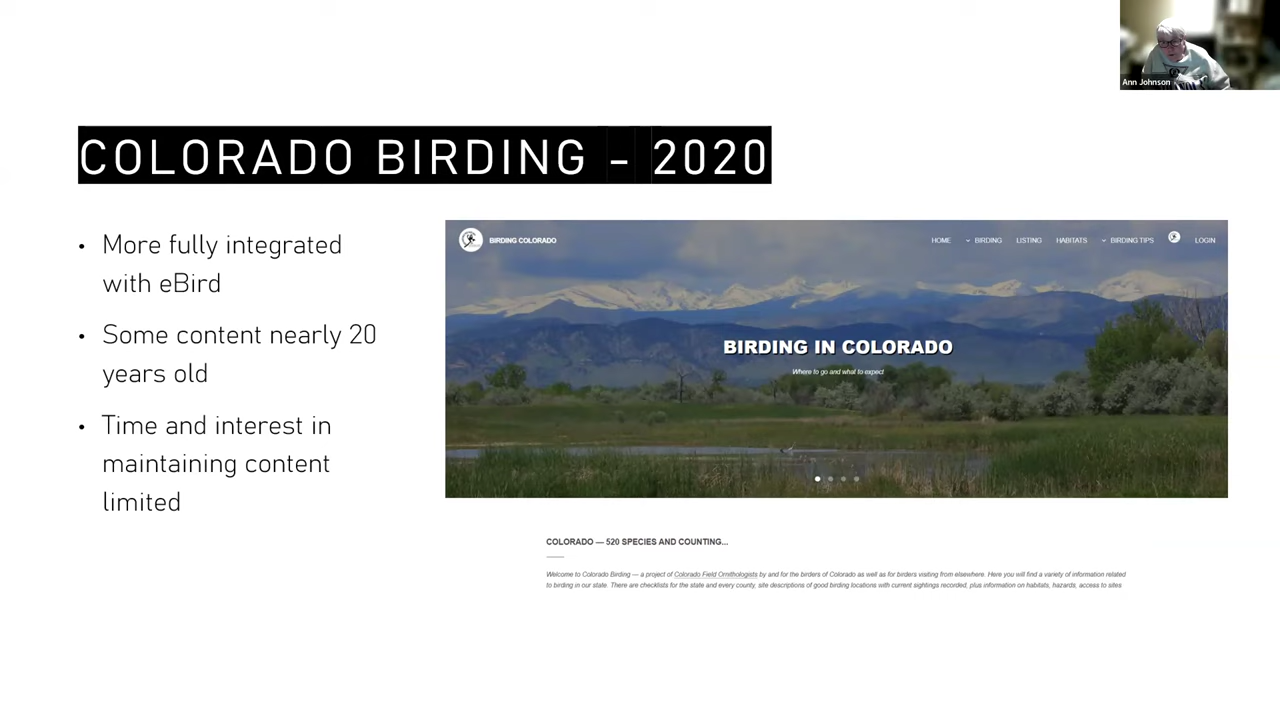 Ann Johnson
COLORADO BIRDING - 2020
• More fully integrated
with eBird
• Some content nearly 20
years old
• Time and interest in
maintaining content
limited
BIRDING COLORADO
HOME BIRDING LISTING HABITATS BIRDING TIPS LOGIN
BIRDING IN COLORADO
Where to go and what to expect
COLORADO — 520 SPECIES AND COUNTING...
Welcome to Colorado Birding — a project of Colorado Field Ornithologists by and for the birders of Colorado as well as for birders visiting from elsewhere. Here you will find a variety of information related
to birding in our state. There are checklists for the state and every county, site descriptions of good birding locations with current sightings recorded, plus information on habitats, hazards, access to sites